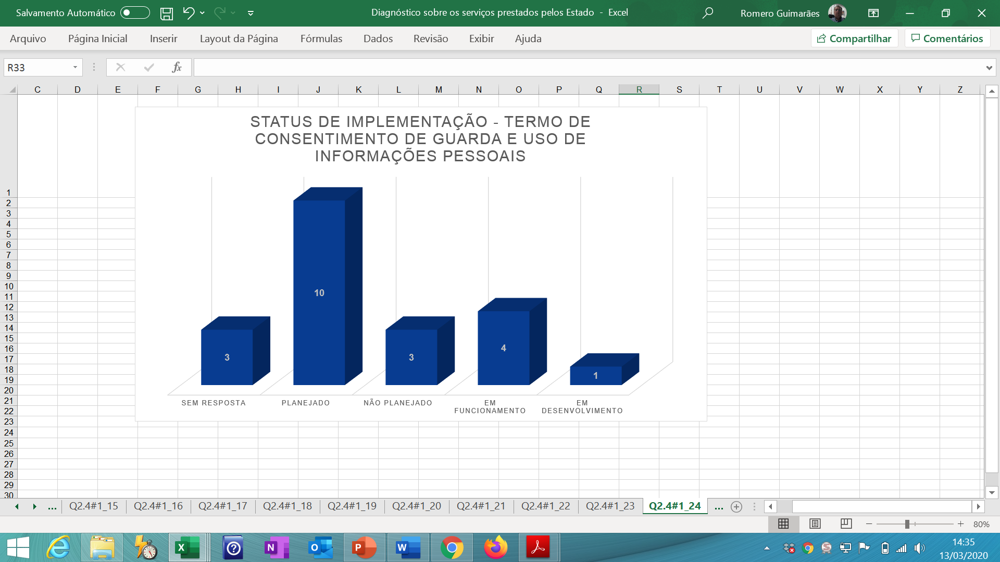 Salvamento Automático
Diagnóstico sobre os serviços prestados pelos Estado - Excel
Romero Guimarães
Arquivo
Página Inicial
Inserir
Layout da Página
Fórmulas
Dados
Revisão
Exibir
Ajuda
Compartilhar
Comentários
R33
fx
C D E F G H I J K L M N O P Q R S T U V W X Y Z
1
2
3
4
5
6
7
8
9
10
11
12
13
14
15
16
17
18
19
20
21
22
23
24
25
26
27
28
29
30
STATUS DE IMPLEMENTAÇÃO - TERMO DE
CONSENTIMENTO DE GUARDA E USO DE
INFORMAÇÕES PESSOAIS
3
10
3
4
1
SEM RESPOSTA
PLANEJADO
NÃO PLANEJADO
EM
FUNCIONAMENTO
EM
DESENVOLVIMENTO
... Q2.4#1_15 Q2.4#1_16 Q2.4#1_17 Q2.4#1_18 Q2.4#1_19 Q2.4#1_20 Q2.4#1_21 Q2.4#1_22 Q2.4#1_23 Q2.4#1_24 ...
80%
14:35
13/03/2020